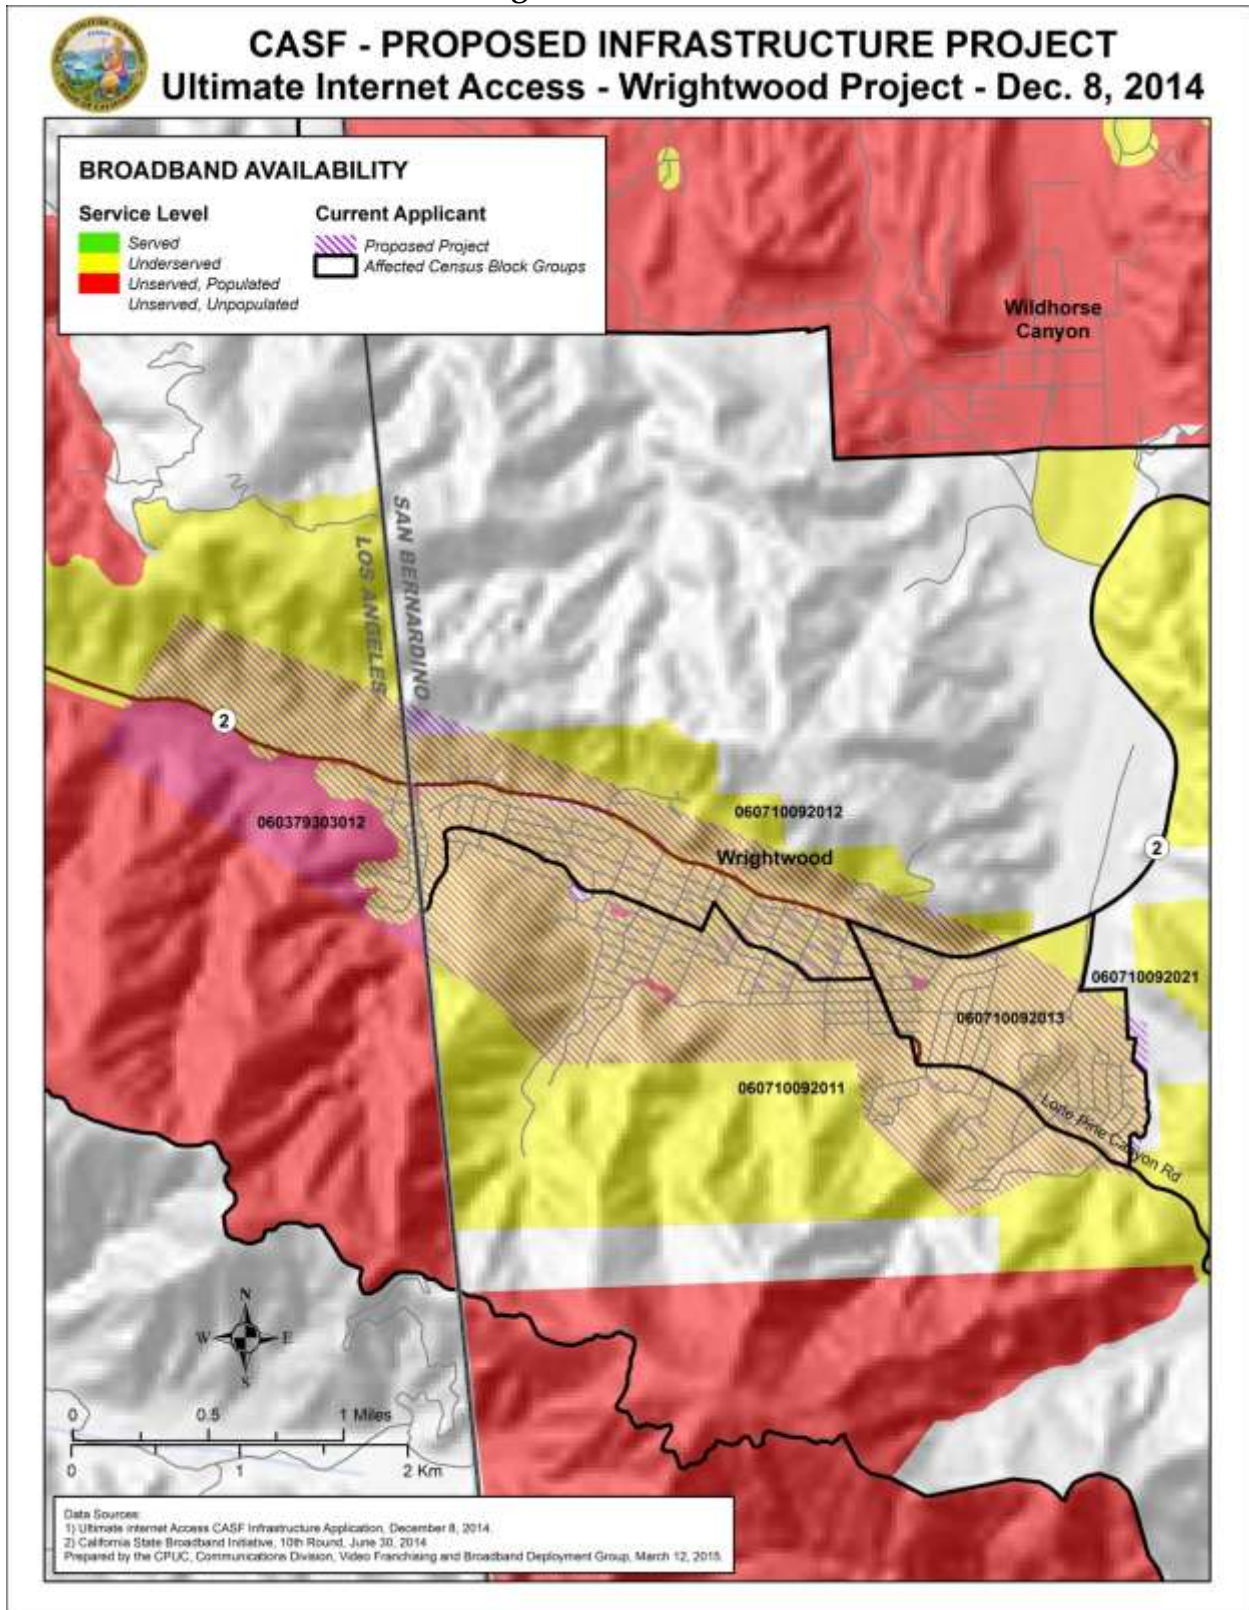 CASF - PROPOSED INFRASTRUCTURE PROJECT
Ultimate Internet Access - Wrightwood Project - Dec. 8, 2014
BROADBAND AVAILABILITY
Service Level
Served
Underserved
Unserved, Populated
Unserved, Unpopulated
Current Applicant
Proposed Project
Affected Census Block Groups
Wildhorse
Canyon
SAN BERNARDINO
LOS ANGELES
2
060379303012
060710092012
Wrightwood
2
060710092021
060710092013
060710092011
Lone Pine Canyon Rd
N
W
E
S
0
0.5
1 Miles
0
1
2 Km
Data Sources:
1) Ultimate Internet Access CASF Infrastructure Application, December 8, 2014.
2) California State Broadband Initiative, 10th Round, June 30, 2014
Prepared by the CPUC, Communications Division, Video Franchising and Broadband Deployment Group, March 12, 2015.